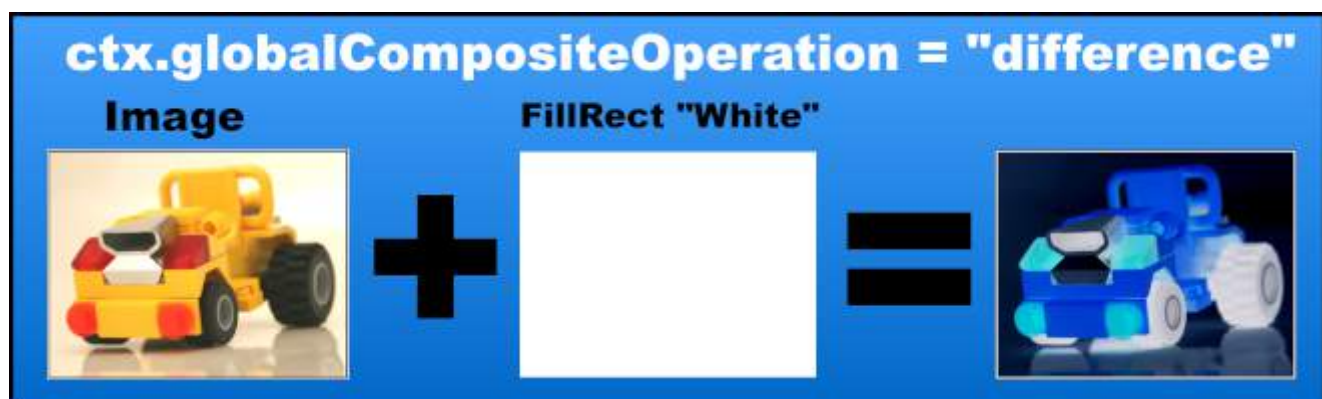 ctx.globalCompositeOperation = "difference"
Image
FillRect "White"